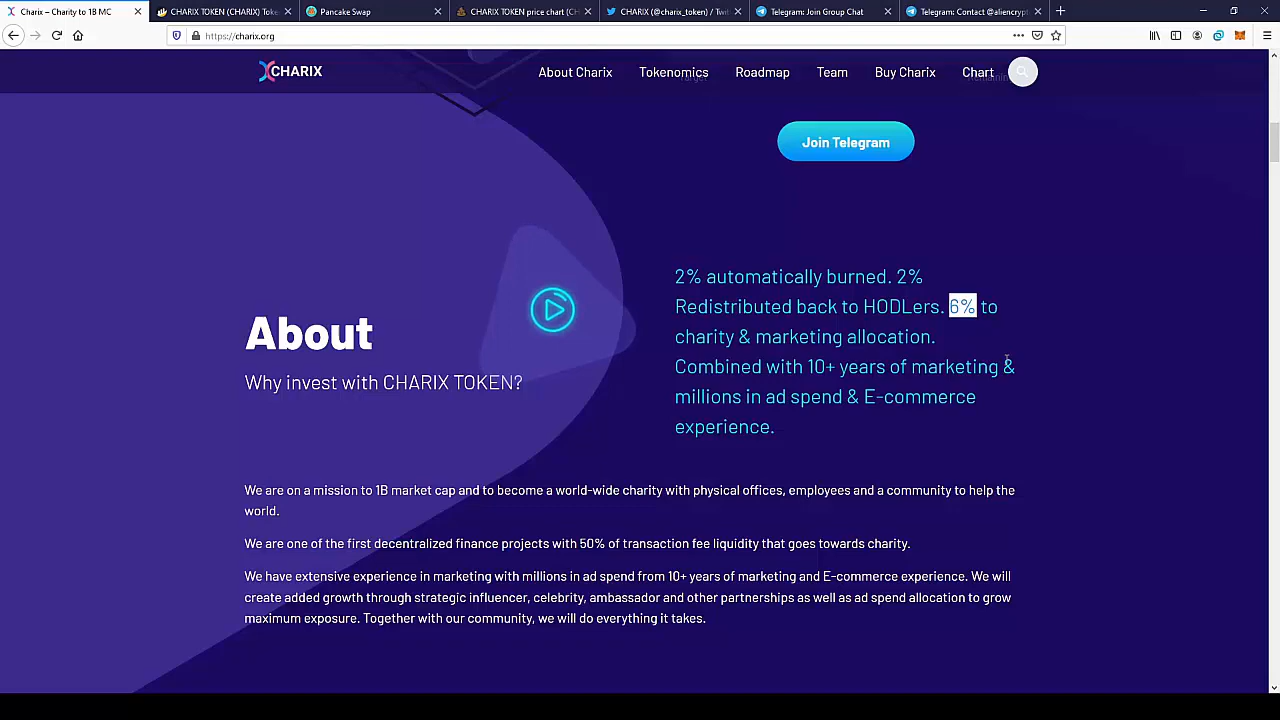 Charix – Charity to 1B MC
CHARIX TOKEN (CHARIX) Toke
Pancake Swap
CHARIX TOKEN price chart (CH
CHARIX (@charix_token) / Twit
Telegram: Join Group Chat
Telegram: Contact @aliencrypt
https://charix.org
CHARIX
About Charix
Tokenomics
Roadmap
Team
Buy Charix
Chart
Join Telegram
2% automatically burned. 2%
Redistributed back to HODLers. 6% to
charity & marketing allocation.
Combined with 10+ years of marketing &
millions in ad spend & E-commerce
experience.
About
Why invest with CHARIX TOKEN?
We are on a mission to 1B market cap and to become a world-wide charity with physical offices, employees and a community to help the
world.
We are one of the first decentralized finance projects with 50% of transaction fee liquidity that goes towards charity.
We have extensive experience in marketing with millions in ad spend from 10+ years of marketing and E-commerce experience. We will
create added growth through strategic influencer, celebrity, ambassador and other partnerships as well as ad spend allocation to grow
maximum exposure. Together with our community, we will do everything it takes.